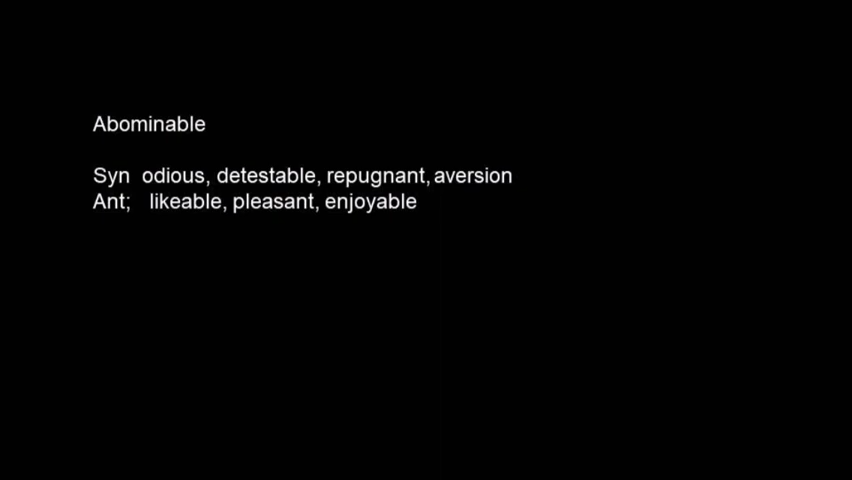 Abominable
Syn odious, detestable, repugnant, aversion
Ant; likeable, pleasant, enjoyable